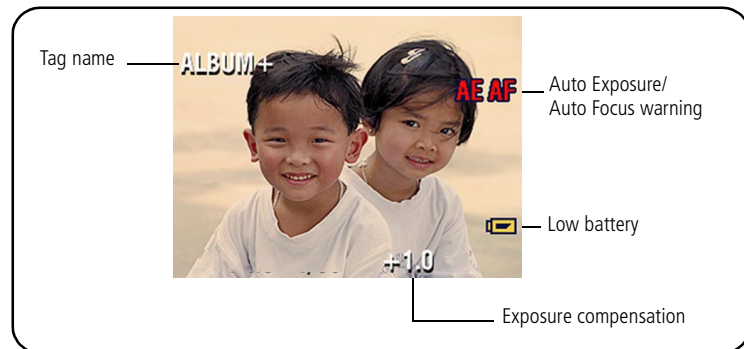 Tag name
ALBUM+
AE AF
Auto Exposure/
Auto Focus warning
Low battery
+1.0
Exposure compensation